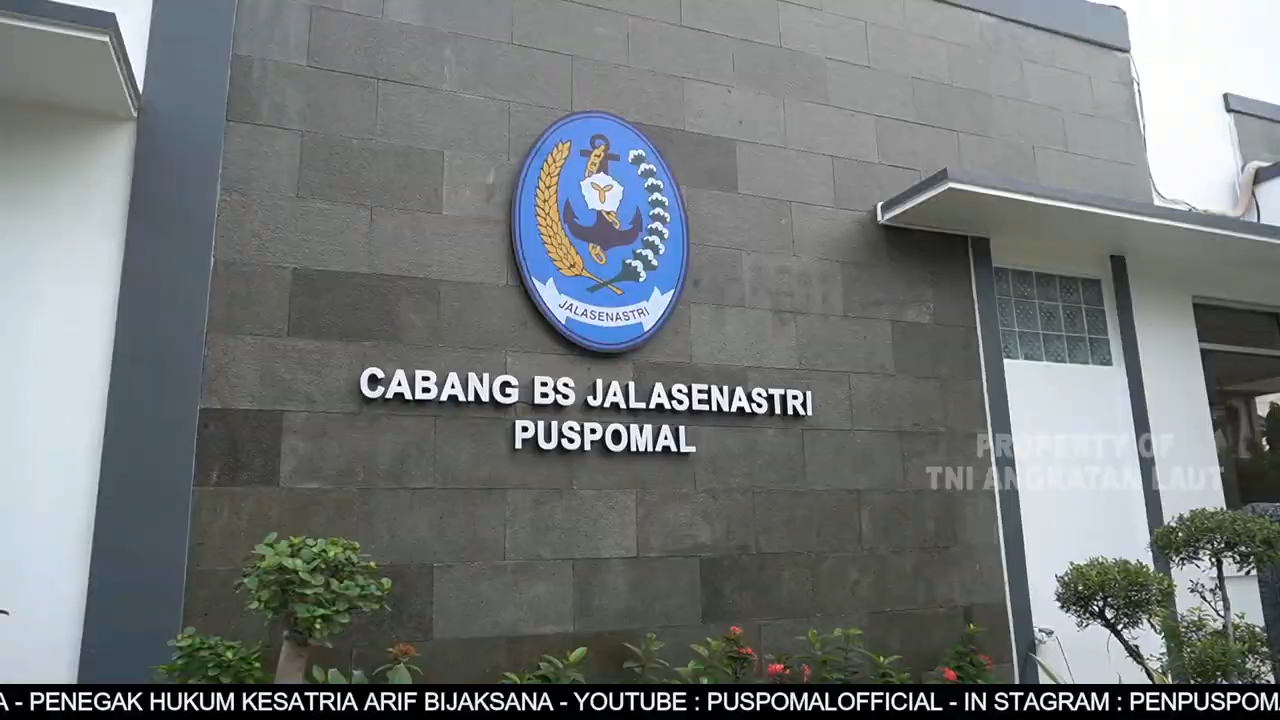 JALASENASTRI
CABANG BS JALASENASTRI
PUSPOMAL
PROPERTY OF
TNI ANGKATAN LAUT
A - PENEGAK HUKUM KESATRIA ARIF BIJAKSANA - YOUTUBE : PUSPOMALOFFICIAL - IN STAGRAM : PENPUSPOMA